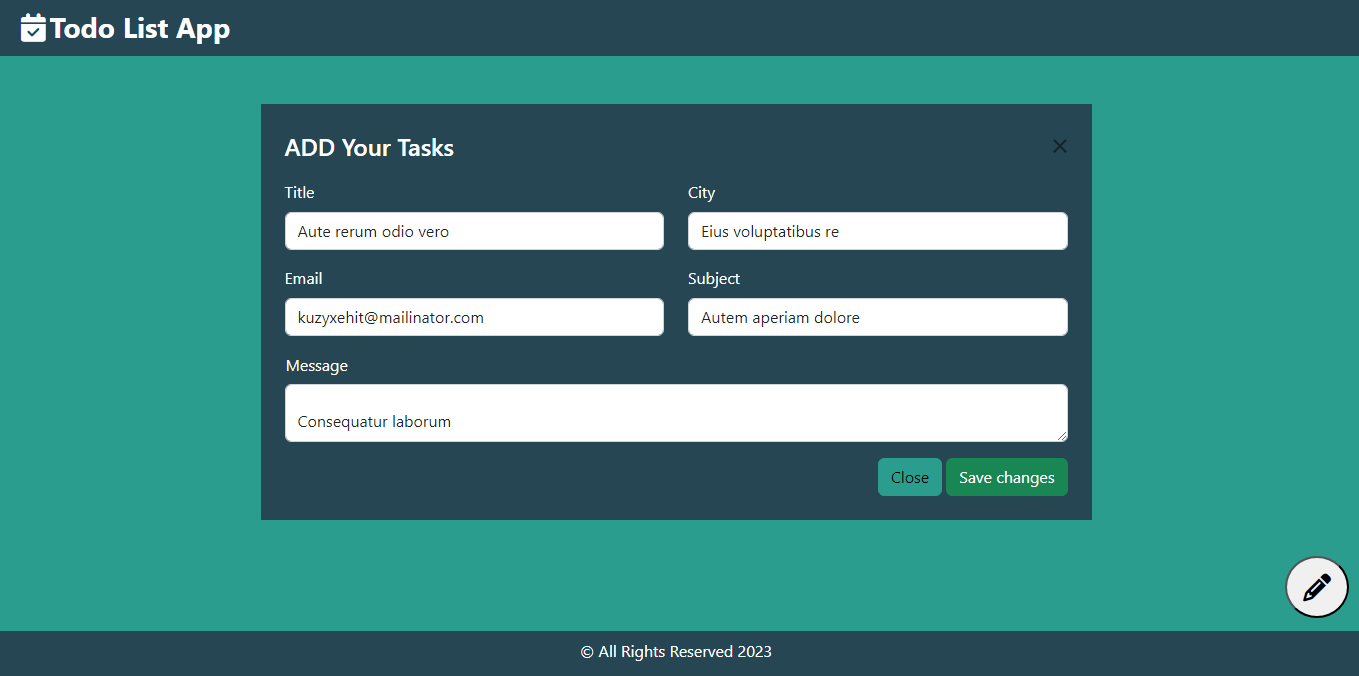 Todo List App
ADD Your Tasks
Title
City
Aute rerum odio vero
Eius voluptatibus re
Email
Subject
kuzyxehit@mailinator.com
Autem aperiam dolore
Message
Consequatur laborum
Close
Save changes
© All Rights Reserved 2023